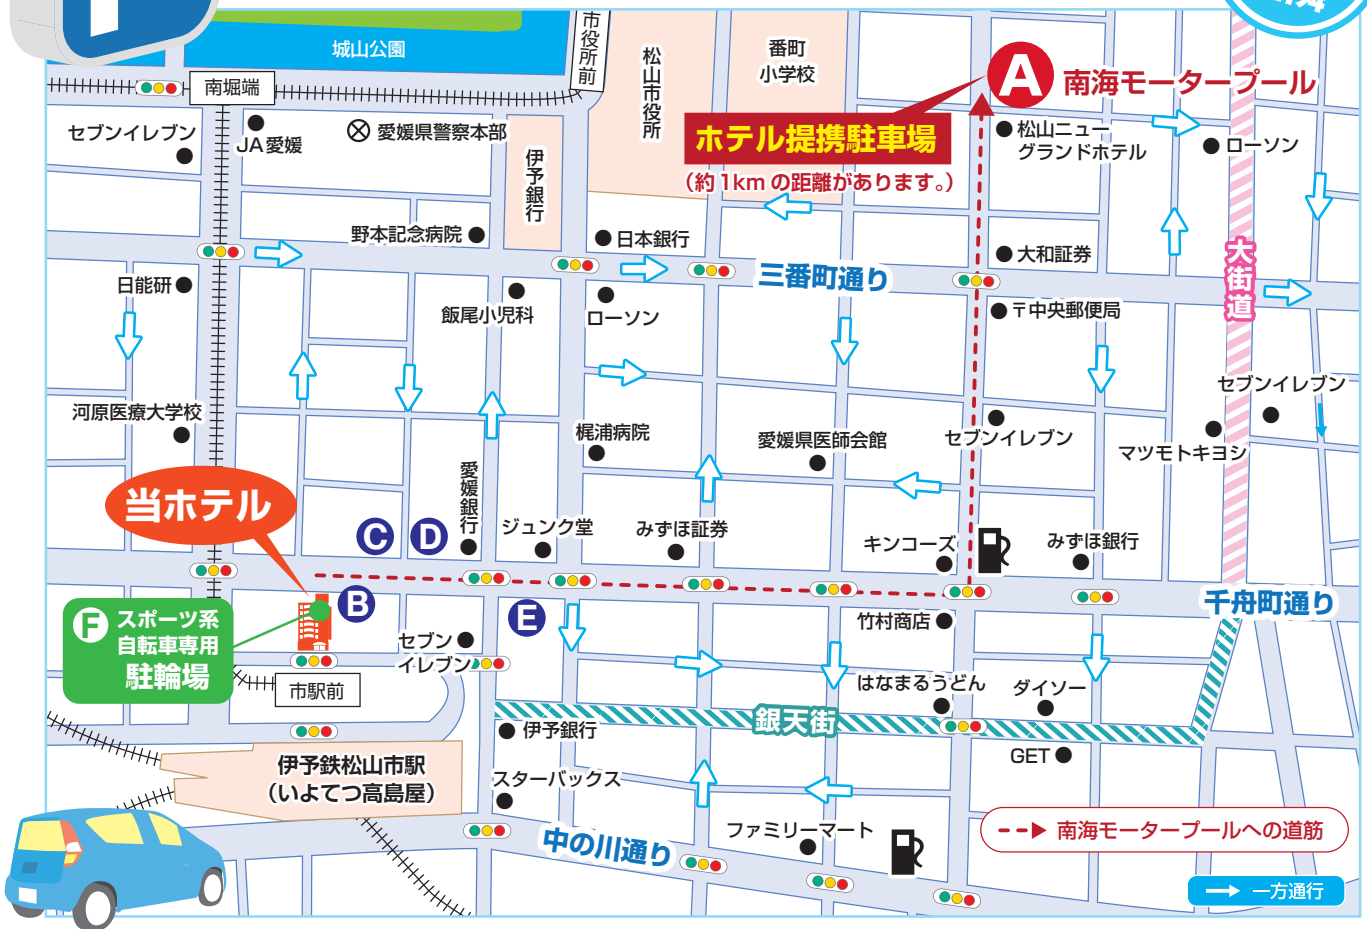 城山公園
市役所前
松山市役所
番町
小学校
A
南海モータープール
南堀端
セブンイレブン
JA愛媛
愛媛県警察本部
伊予銀行
ホテル提携駐車場
(約1kmの距離があります。)
松山ニュー
グランドホテル
ローソン
野本記念病院
日本銀行
大和証券
三番町通り
大街道
日能研
飯尾小児科
ローソン
〒中央郵便局
セブンイレブン
河原医療大学校
梶浦病院
愛媛県医師会館
セブンイレブン
マツモトキヨシ
当ホテル
愛媛銀行
C
D
ジュンク堂
みずほ証券
キンコーズ
みずほ銀行
千舟町通り
F
スポーツ系
自転車専用
駐輪場
B
E
セブン
イレブン
竹村商店
市駅前
はなまるうどん
ダイソー
銀天街
伊予銀行
GET
伊予鉄松山市駅
(いよてつ高島屋)
スターバックス
ファミリーマート
中の川通り
南海モータープールへの道筋
一方通行